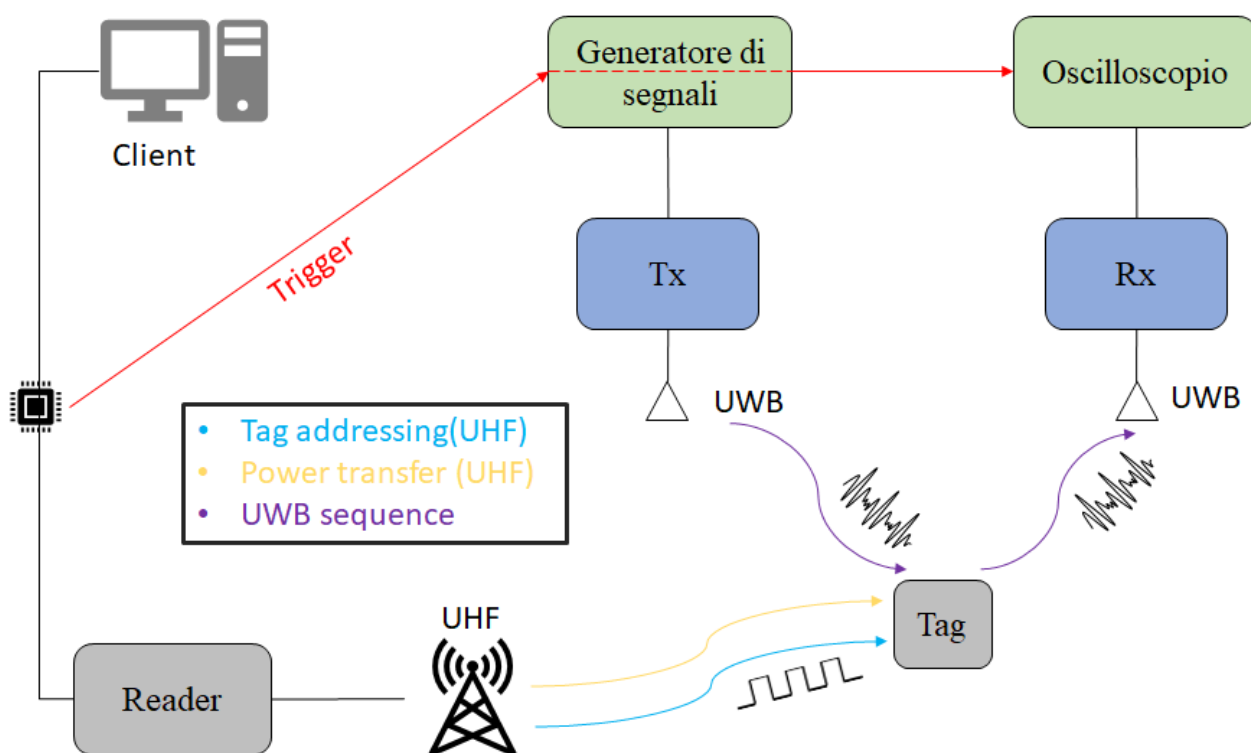 Generatore di
segnali
Oscilloscopio
Client
Trigger
Tx
Rx
UWB
UWB
• Tag addressing(UHF)
• Power transfer (UHF)
• UWB sequence
UHF
Tag
Reader